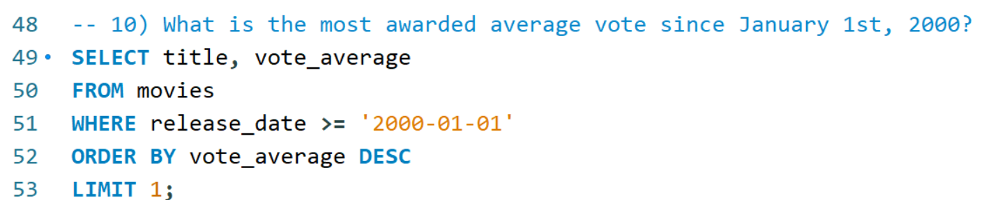 48 -- 10) What is the most awarded average vote since January 1st, 2000?
49 SELECT title, vote_average
50 FROM movies
51 WHERE release_date >= '2000-01-01'
52 ORDER BY vote_average DESC
53 LIMIT 1;